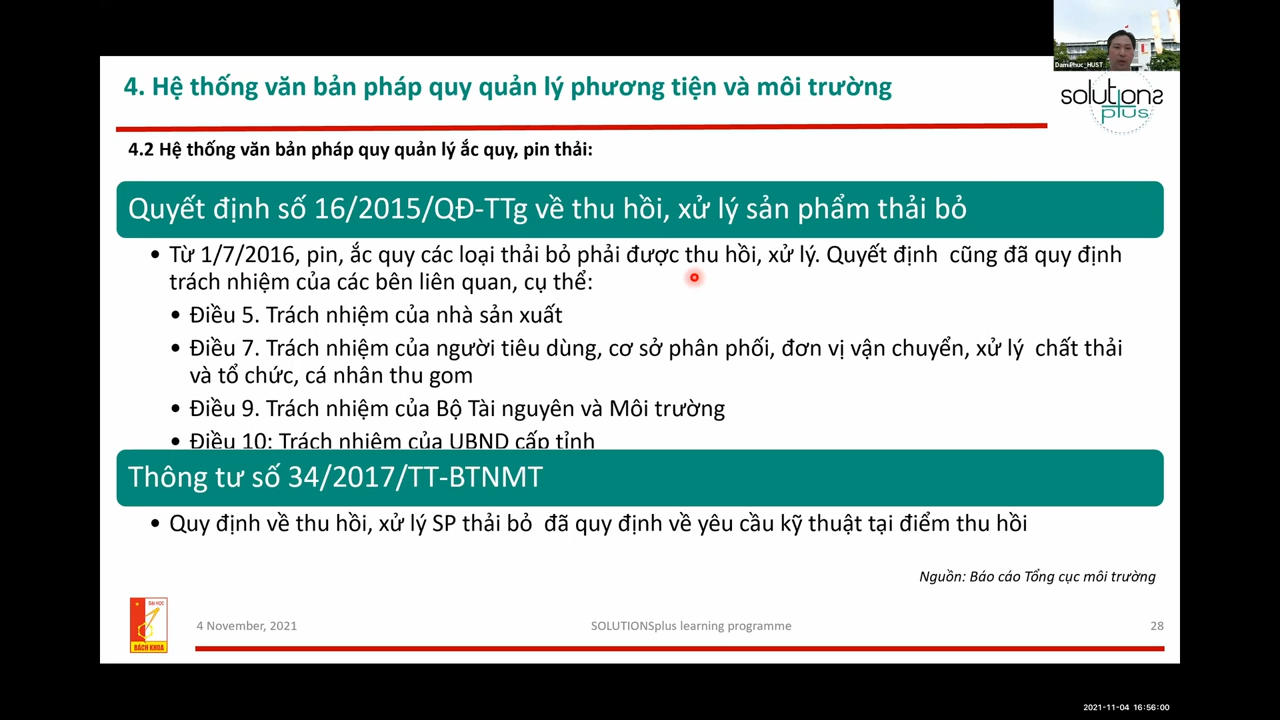 DamPhuc_HUST
4. Hệ thống văn bản pháp quy quản lý phương tiện và môi trường
solutions
plus
4.2 Hệ thống văn bản pháp quy quản lý ắc quy, pin thải:
Quyết định số 16/2015/QĐ-TTg về thu hồi, xử lý sản phẩm thải bỏ
• Từ 1/7/2016, pin, ắc quy các loại thải bỏ phải được thu hồi, xử lý. Quyết định cũng đã quy định
trách nhiệm của các bên liên quan, cụ thể:
• Điều 5. Trách nhiệm của nhà sản xuất
• Điều 7. Trách nhiệm của người tiêu dùng, cơ sở phân phối, đơn vị vận chuyển, xử lý chất thải
và tổ chức, cá nhân thu gom
• Điều 9. Trách nhiệm của Bộ Tài nguyên và Môi trường
• Điều 10: Trách nhiệm của UBND cấp tỉnh
Thông tư số 34/2017/TT-BTNMT
• Quy định về thu hồi, xử lý SP thải bỏ đã quy định về yêu cầu kỹ thuật tại điểm thu hồi
Nguồn: Báo cáo Tổng cục môi trường
ĐẠI HỌC
BÁCH KHOA
4 November, 2021
SOLUTIONSplus learning programme
28
2021-11-04 16:56:00